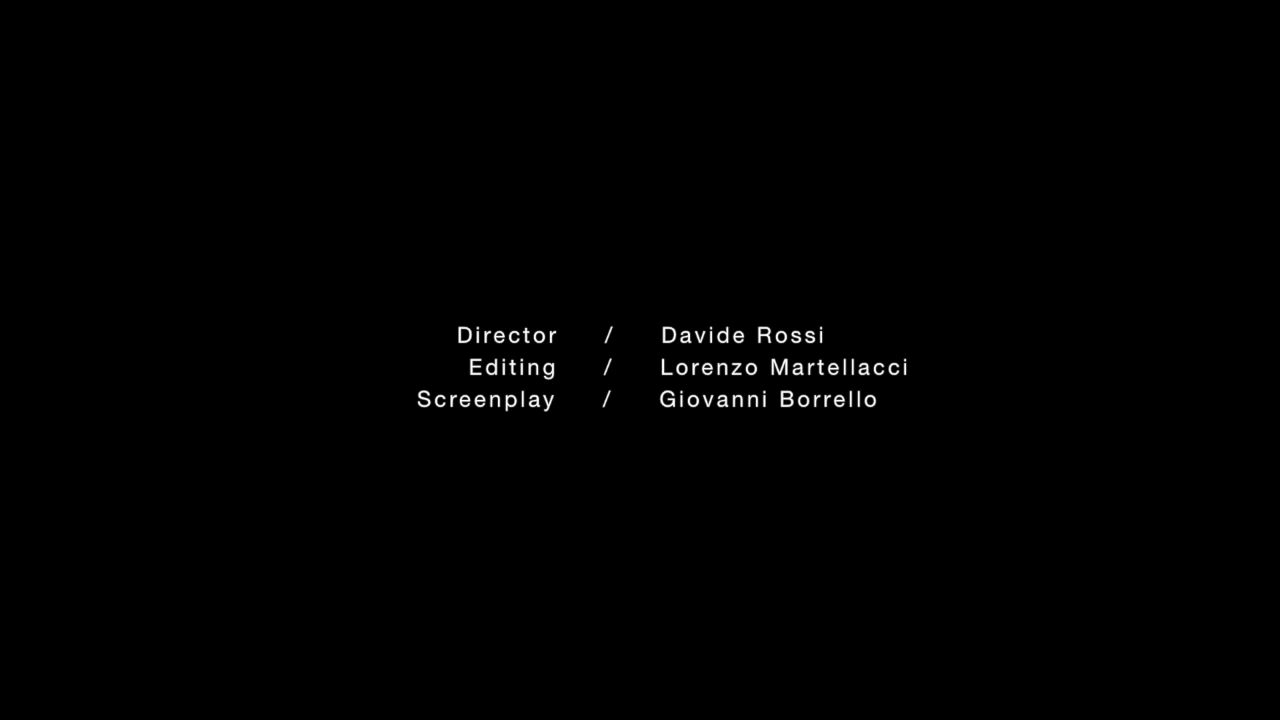 Director / Davide Rossi
Editing / Lorenzo Martellacci
Screenplay / Giovanni Borrello